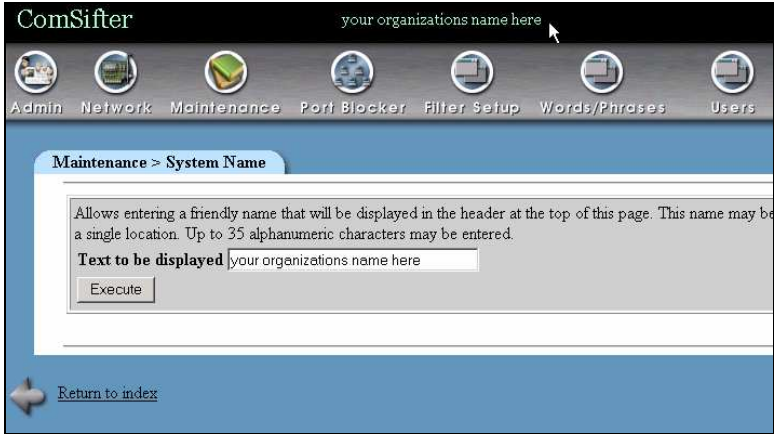 ComSifter
your organizations name here
Admin Network Maintenance Port Blocker Filter Setup Words/Phrases Users
Maintenance > System Name
Allows entering a friendly name that will be displayed in the header at the top of this page. This name may be
a single location. Up to 35 alphanumeric characters may be entered.
Text to be displayed your organizations name here
Execute
Return to index